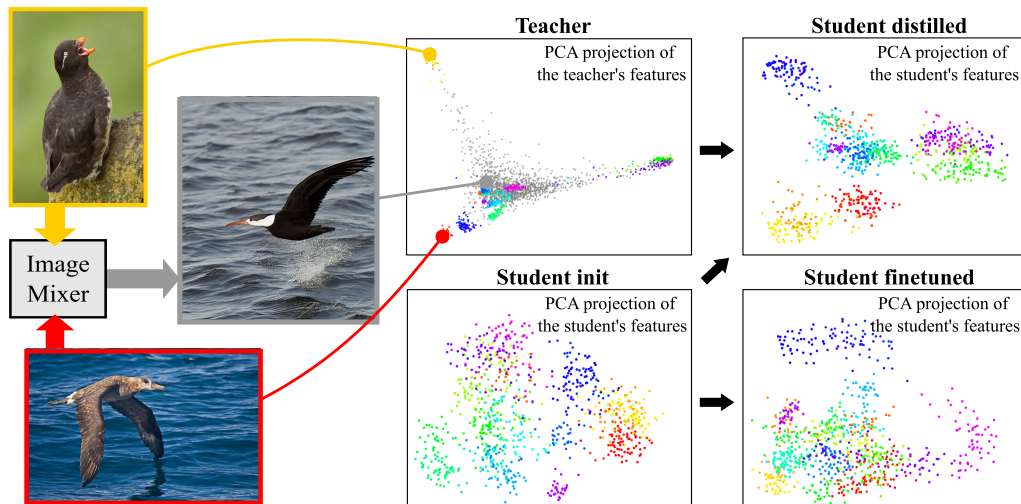 Teacher
PCA projection of
the teacher's features
Student distilled
PCA projection of
the student's features
Image
Mixer
Student init
PCA projection of
the student's features
Student finetuned
PCA projection of
the student's features